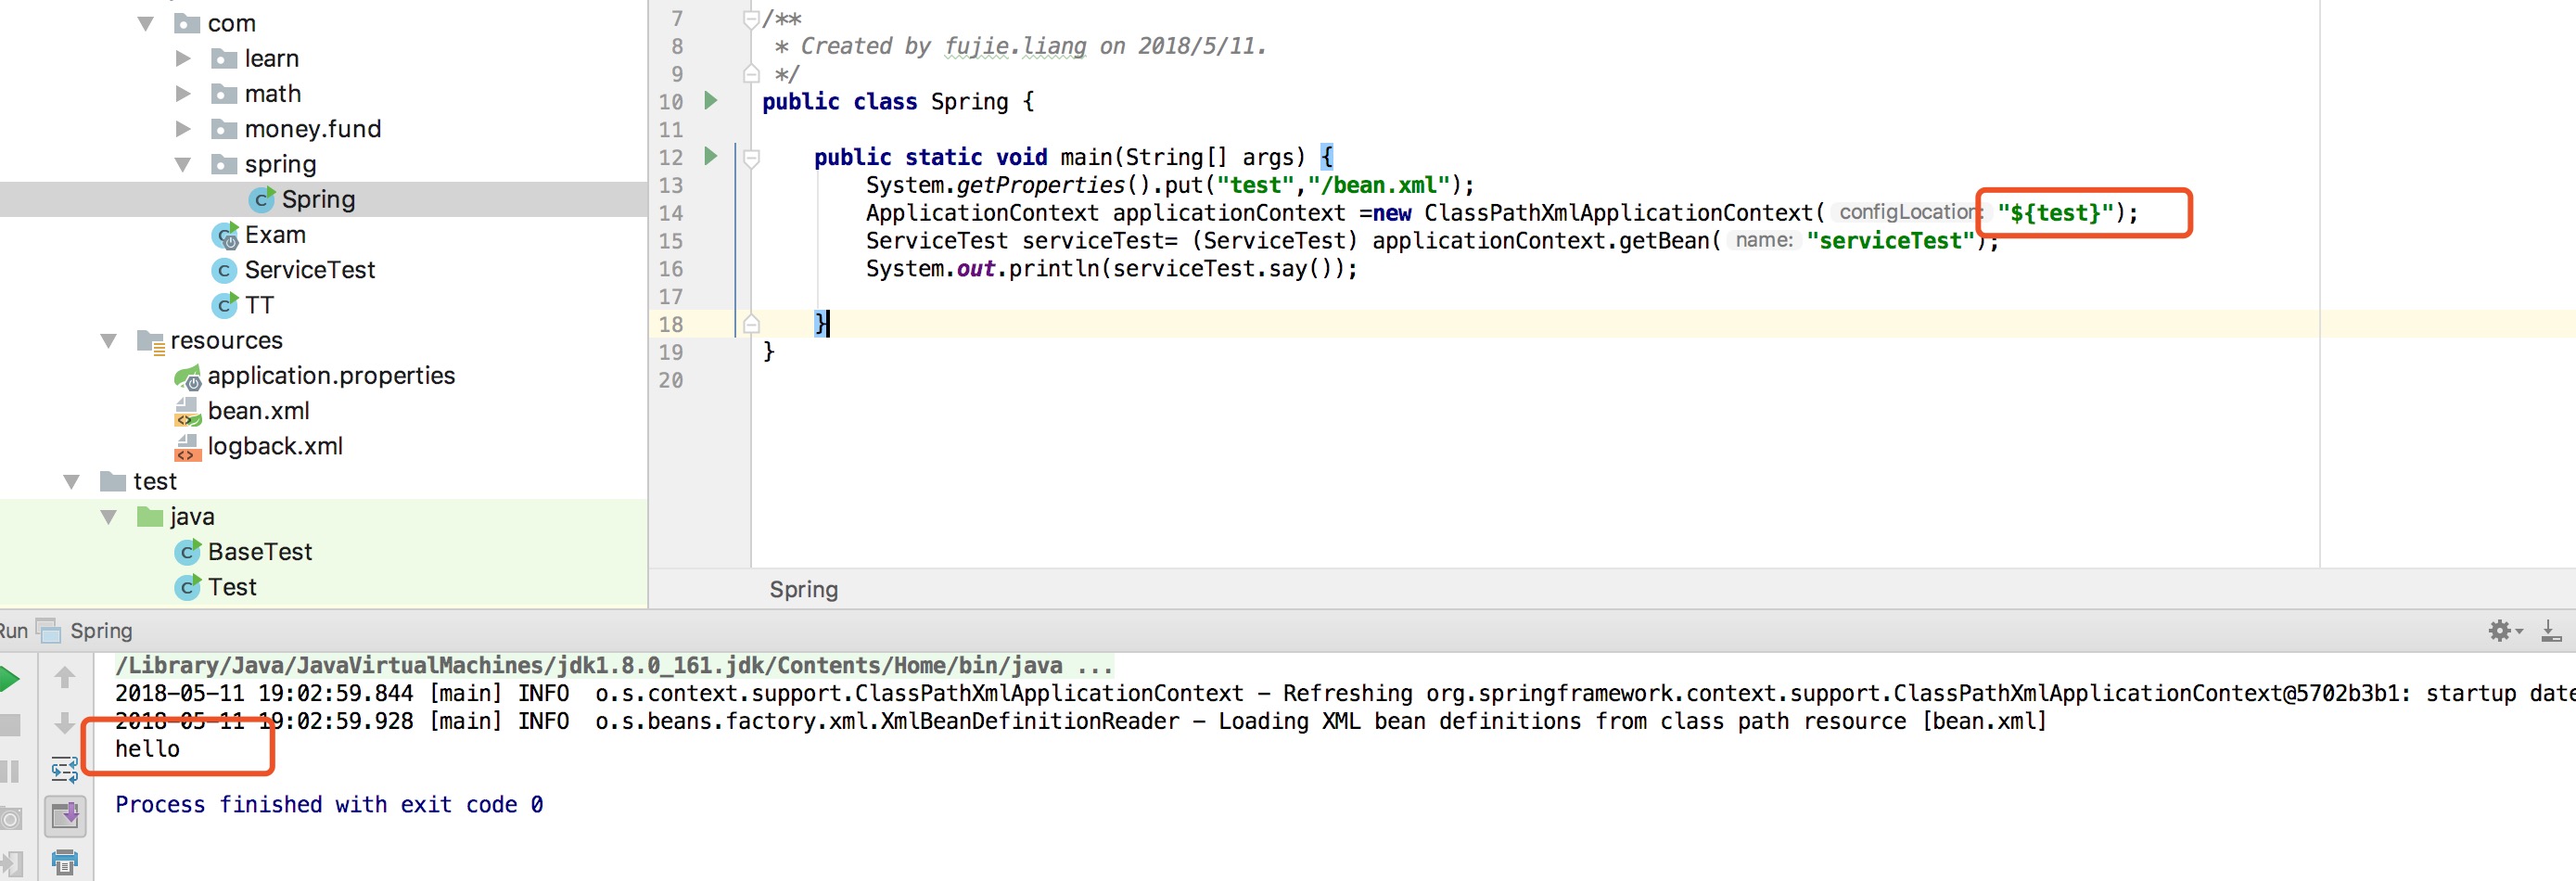 com
learn
math
money.fund
spring
Spring
Exam
ServiceTest
TT
resources
application.properties
bean.xml
logback.xml
test
java
BaseTest
Test
7 /**
8 * Created by fujie.liang on 2018/5/11.
9 */
10 public class Spring {
11
12 public static void main(String[] args) {
13 System.getProperties().put("test","/bean.xml");
14 ApplicationContext applicationContext =new ClassPathXmlApplicationContext( configLocation: "${test}");
15 ServiceTest serviceTest= (ServiceTest) applicationContext.getBean( name: "serviceTest");
16 System.out.println(serviceTest.say());
17
18 }
19 }
20
Spring
Run Spring
/Library/Java/JavaVirtualMachines/jdk1.8.0_161.jdk/Contents/Home/bin/java ...
2018-05-11 19:02:59.844 [main] INFO o.s.context.support.ClassPathXmlApplicationContext - Refreshing org.springframework.context.support.ClassPathXmlApplicationContext@5702b3b1: startup date
2018-05-11 19:02:59.928 [main] INFO o.s.beans.factory.xml.XmlBeanDefinitionReader - Loading XML bean definitions from class path resource [bean.xml]
hello
Process finished with exit code 0